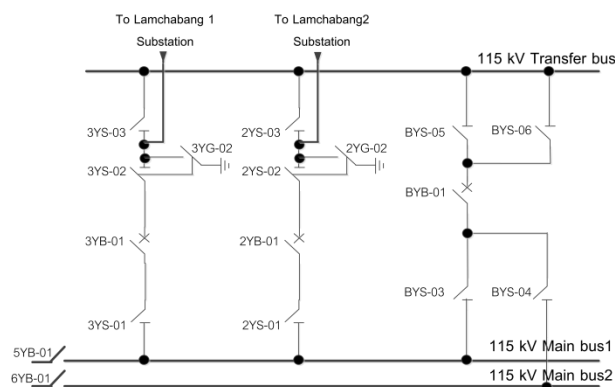 To Lamchabang 1
Substation
To Lamchabang2
Substation
115 kV Transfer bus
3YS-03
3YG-02
3YS-02
2YS-03
2YG-02
2YS-02
BYS-05
BYS-06
BYB-01
3YB-01
2YB-01
BYS-03
BYS-04
3YS-01
2YS-01
115 kV Main bus1
5YB-01
115 kV Main bus2
6YB-01